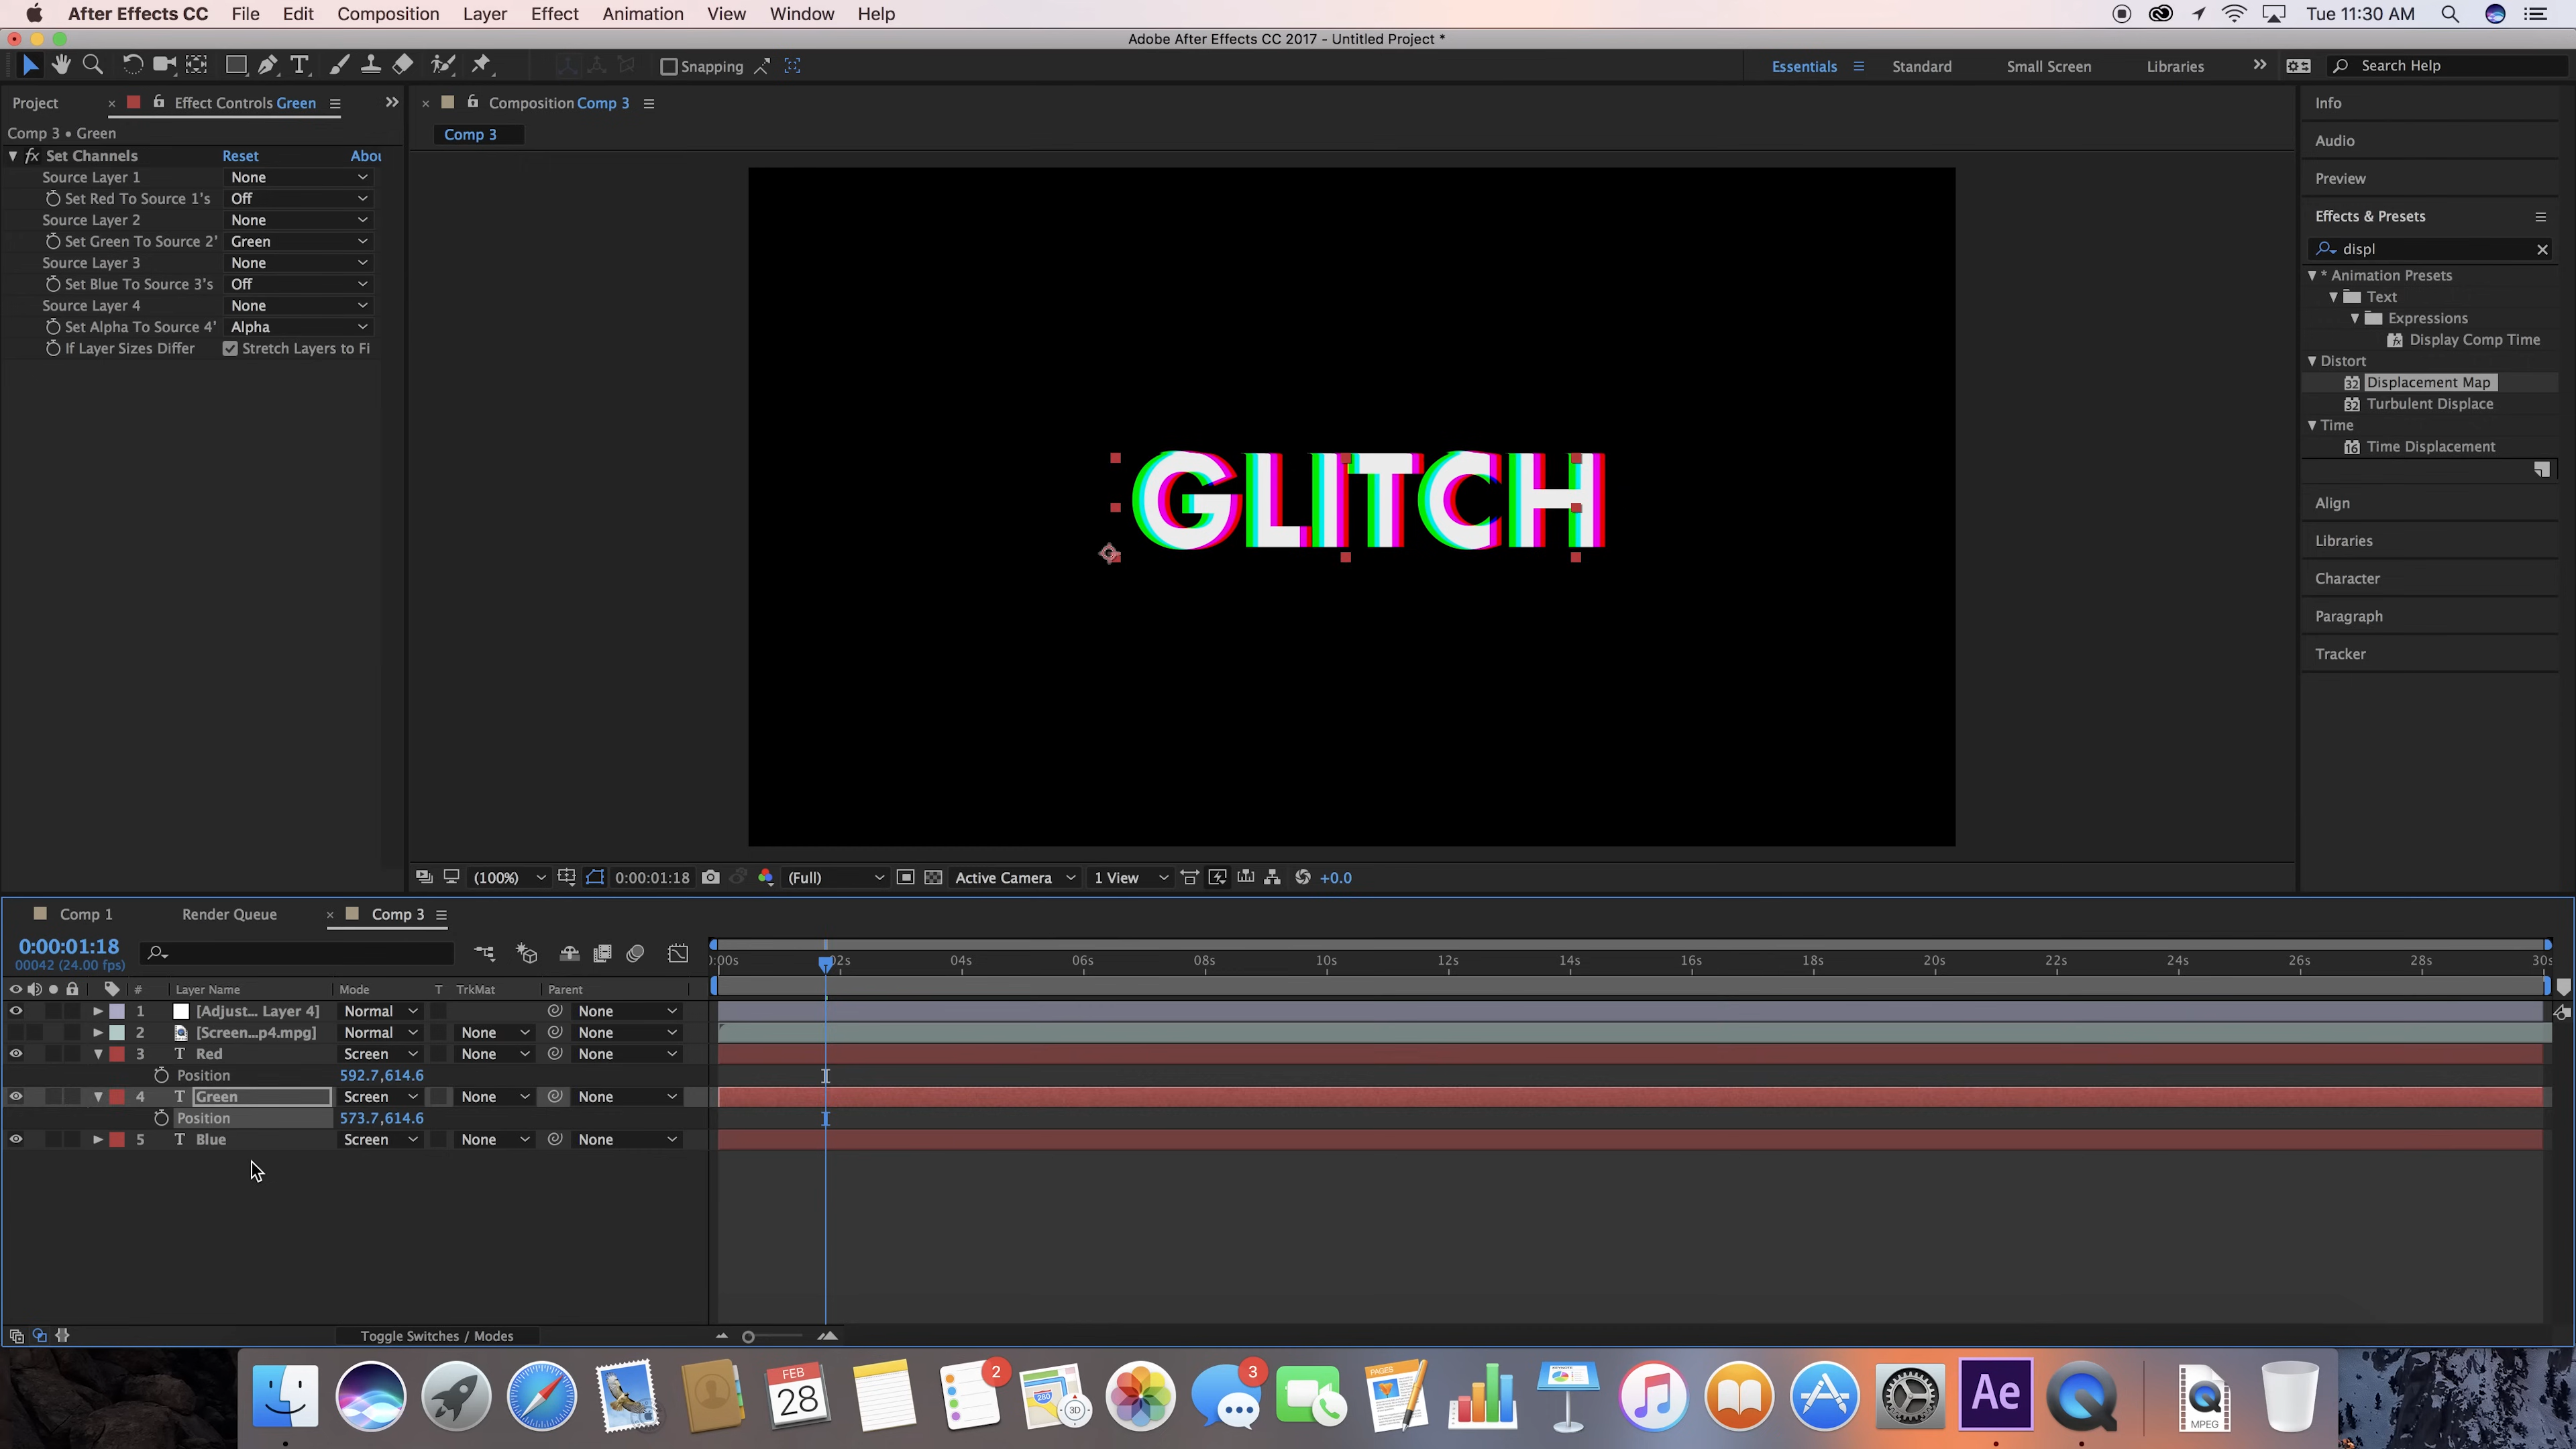 After Effects CC File Edit Composition Layer Effect Animation View Window Help Tue 11:30 AM
Adobe After Effects CC 2017 - Untitled Project *
Snapping Essentials Standard Small Screen Libraries Search Help
Project Effect Controls Green
Comp 3 • Green
fx Set Channels Reset Abou
Source Layer 1 None
Set Red To Source 1's Off
Source Layer 2 None
Set Green To Source 2' Green
Source Layer 3 None
Set Blue To Source 3's Off
Source Layer 4 None
Set Alpha To Source 4' Alpha
If Layer Sizes Differ Stretch Layers to Fi
Composition Comp 3
Comp 3
GLITCH
(100%) 0:00:01:18 (Full) Active Camera 1 View +0.0
Info
Audio
Preview
Effects & Presets
displ
* Animation Presets
Text
Expressions
Display Comp Time
Distort
32 Displacement Map
32 Turbulent Displace
Time
16 Time Displacement
Align
Libraries
Character
Paragraph
Tracker
Comp 1 Render Queue Comp 3
0:00:01:18
00042 (24.00 fps)
):00s 02s 04s 06s 08s 10s 12s 14s 16s 18s 20s 22s 24s 26s 28s 30s
# Layer Name Mode T TrkMat Parent
1 [Adjust... Layer 4] Normal None
2 [Screen...p4.mpg] Normal None None
3 T Red Screen None None
Position 592.7,614.6
4 T Green Screen None None
Position 573.7,614.6
5 T Blue Screen None None
Toggle Switches / Modes
FEB
28
2
280
3D
3
PAGES
Ae
MPEG